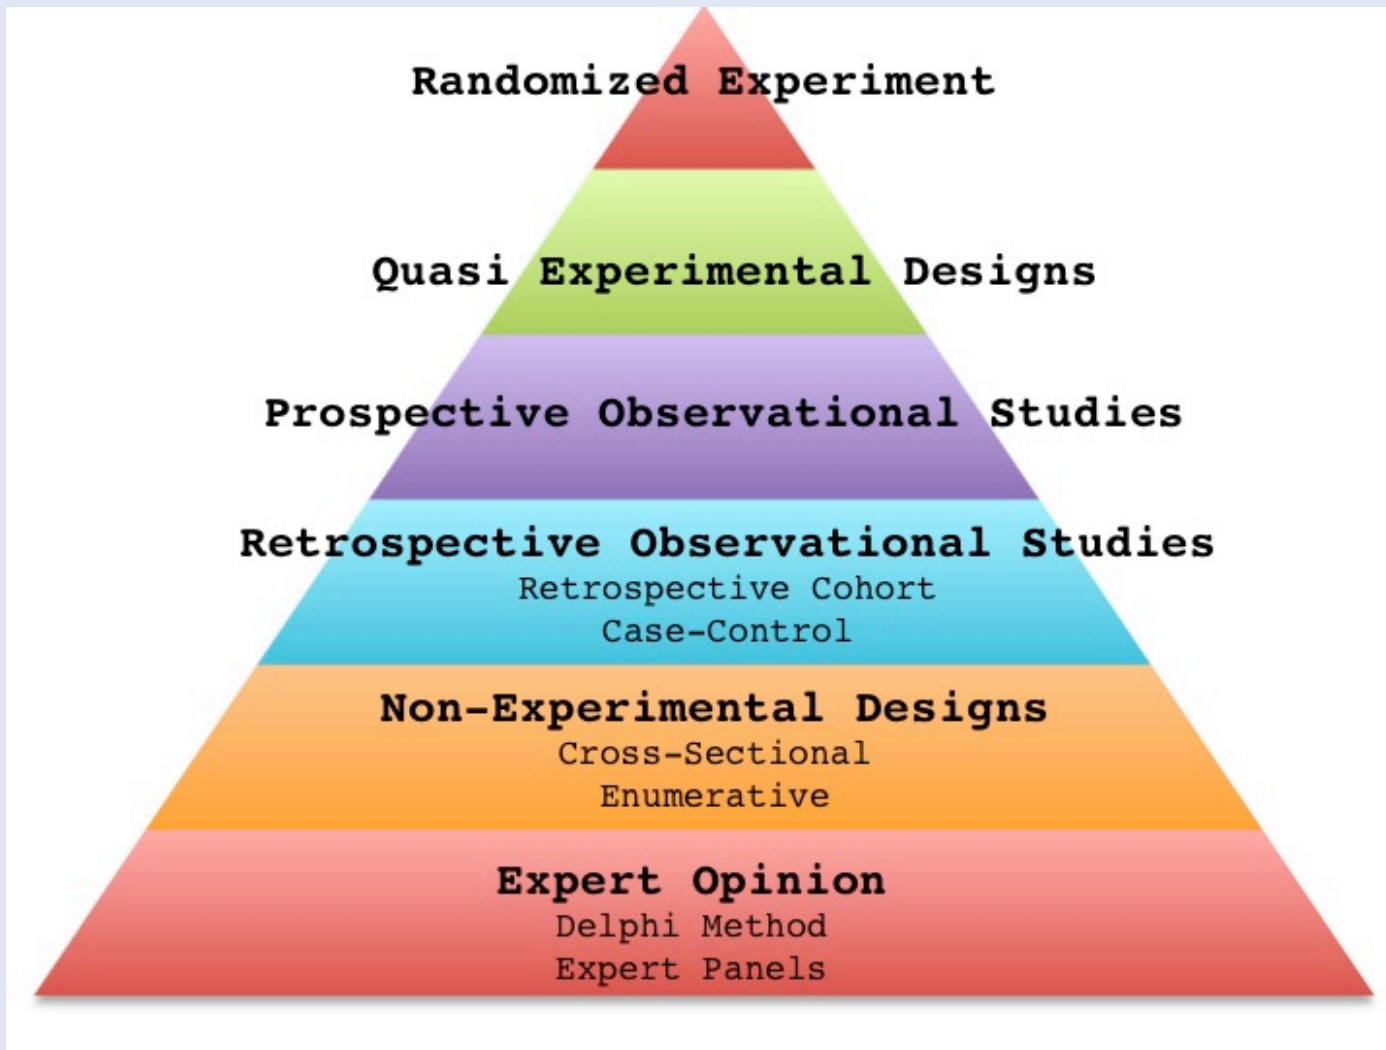 Randomized Experiment
Quasi Experimental Designs
Prospective Observational Studies
Retrospective Observational Studies
Retrospective Cohort
Case-Control
Non-Experimental Designs
Cross-Sectional
Enumerative
Expert Opinion
Delphi Method
Expert Panels